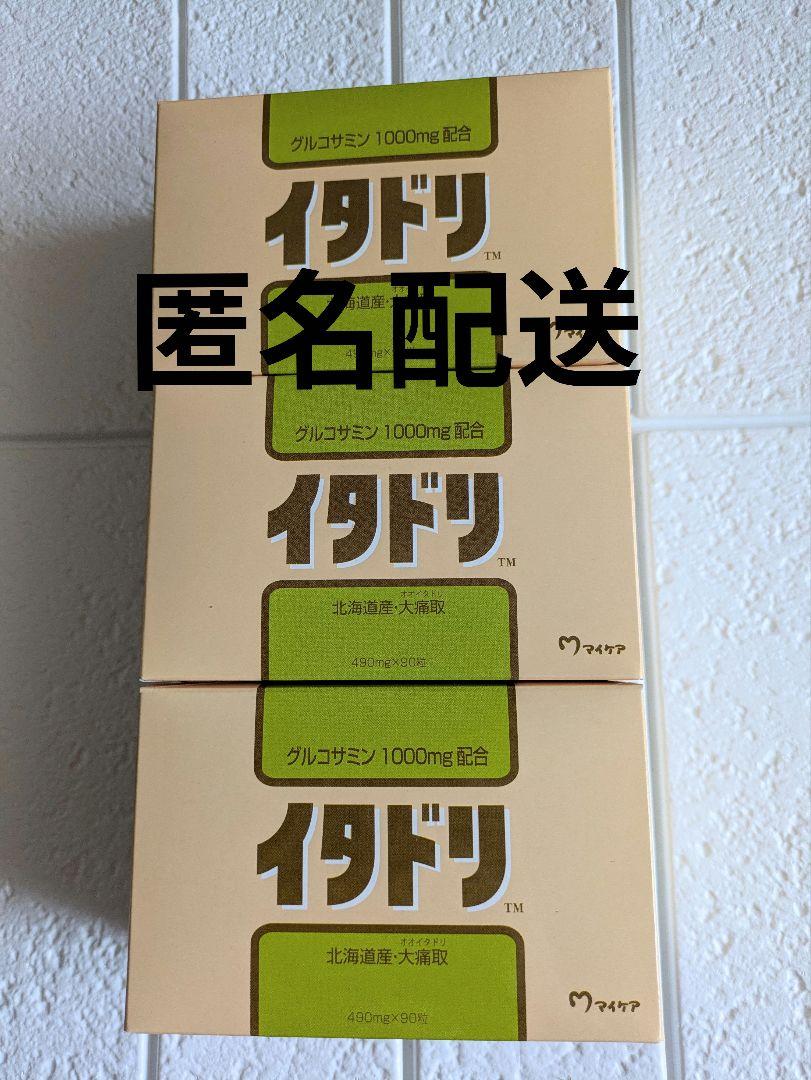 グルコサミン 1000mg 配合
イタドリ
TM
匿名配送
マイケア
グルコサミン 1000mg 配合
イタドリ
TM
オオイタドリ
北海道産・大痛取
490mg×90粒
マイケア
グルコサミン 1000mg 配合
イタドリ
TM
オオイタドリ
北海道産・大痛取
490mg×90粒
マイケア